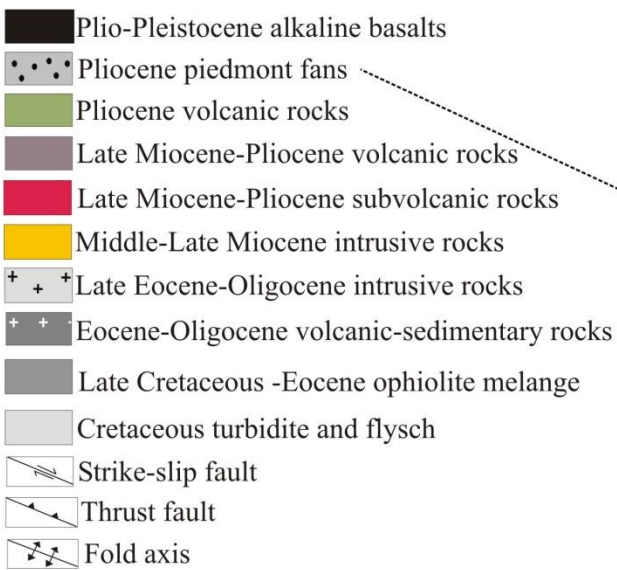 Plio-Pleistocene alkaline basalts
Pliocene piedmont fans
Pliocene volcanic rocks
Late Miocene-Pliocene volcanic rocks
Late Miocene-Pliocene subvolcanic rocks
Middle-Late Miocene intrusive rocks
Late Eocene-Oligocene intrusive rocks
Eocene-Oligocene volcanic-sedimentary rocks
Late Cretaceous -Eocene ophiolite melange
Cretaceous turbidite and flysch
Strike-slip fault
Thrust fault
Fold axis